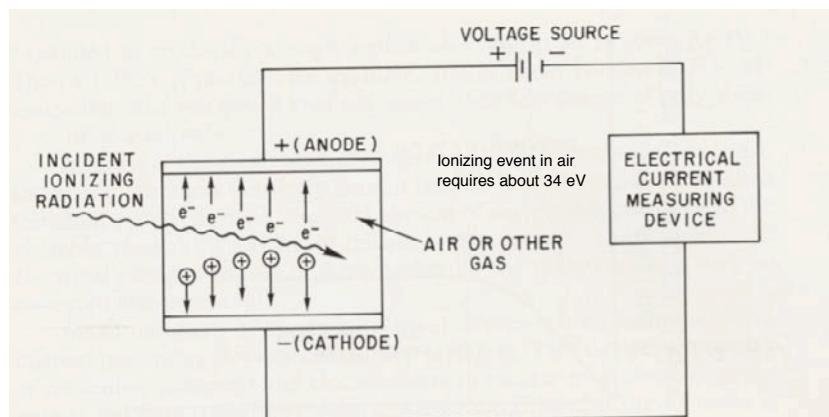 VOLTAGE SOURCE
+ −
+(ANODE)
INCIDENT
IONIZING
RADIATION
Ionizing event in air
requires about 34 eV
ELECTRICAL
CURRENT
MEASURING
DEVICE
e⁻ e⁻ e⁻ e⁻ e⁻
AIR OR OTHER
GAS
+ + + + +
−(CATHODE)